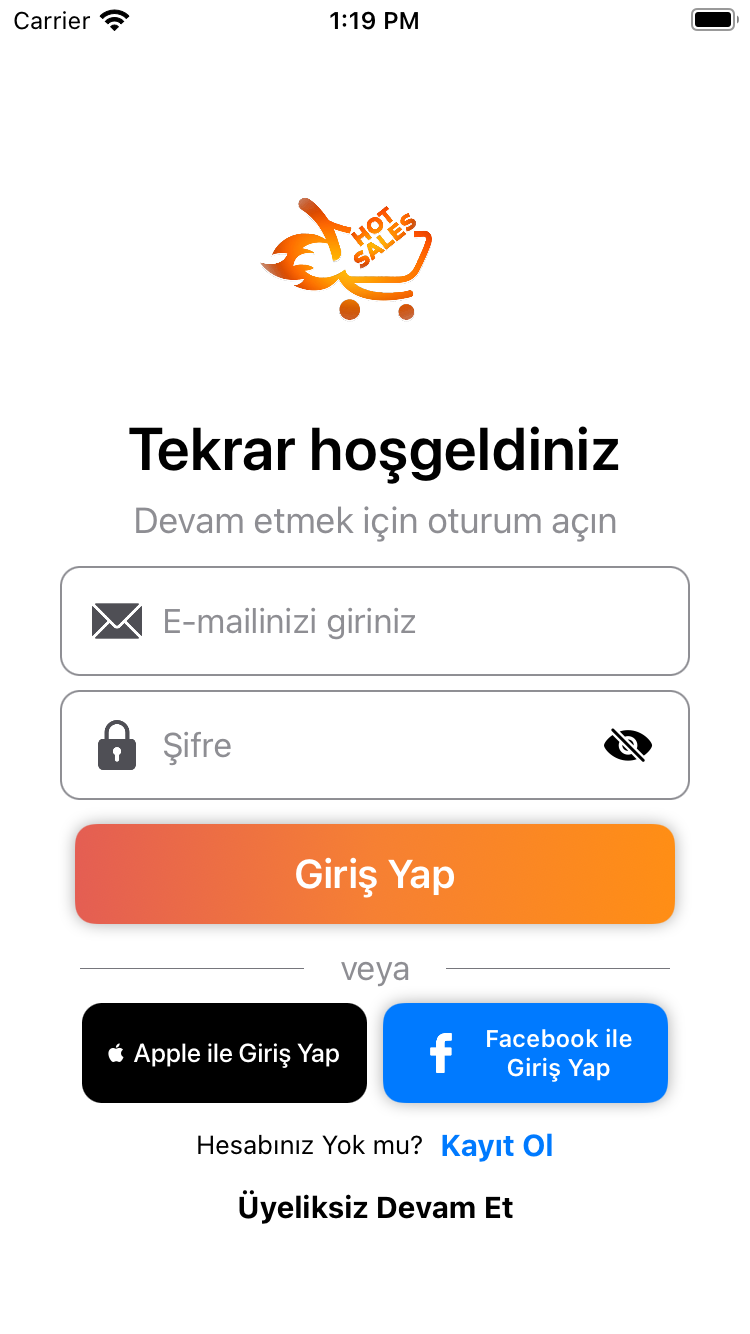 Carrier 1:19 PM
HOT
SALES
Tekrar hoşgeldiniz
Devam etmek için oturum açın
E-mailinizi giriniz
Şifre
Giriş Yap
veya
Apple ile Giriş Yap
Facebook ile
Giriş Yap
Hesabınız Yok mu? Kayıt Ol
Üyeliksiz Devam Et